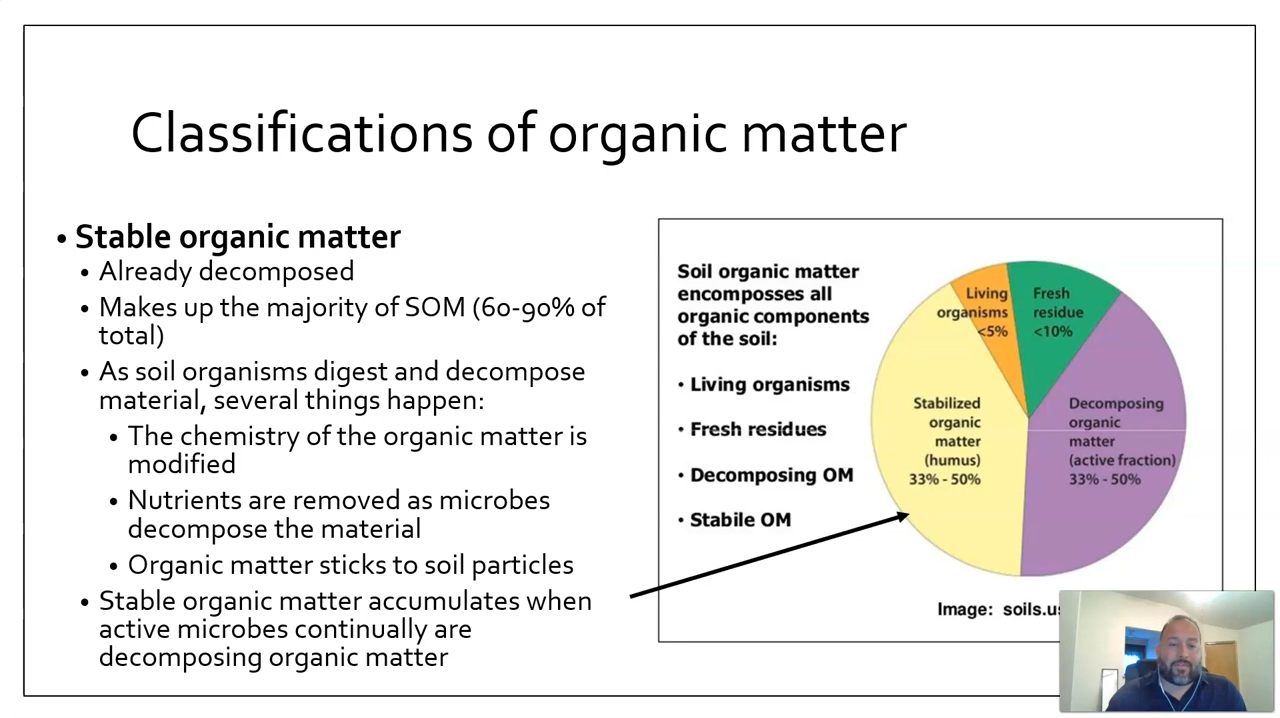 Classifications of organic matter
• Stable organic matter
• Already decomposed
• Makes up the majority of SOM (60-90% of
total)
• As soil organisms digest and decompose
material, several things happen:
• The chemistry of the organic matter is
modified
• Nutrients are removed as microbes
decompose the material
• Organic matter sticks to soil particles
• Stable organic matter accumulates when
active microbes continually are
decomposing organic matter
Soil organic matter
encomposses all
organic components
of the soil:
• Living organisms
• Fresh residues
• Decomposing OM
• Stabile OM
Living
organisms
<5%
Fresh
residue
<10%
Stabilized
organic
matter
(humus)
33% - 50%
Decomposing
organic
matter
(active fraction)
33% - 50%
Image: soils.us